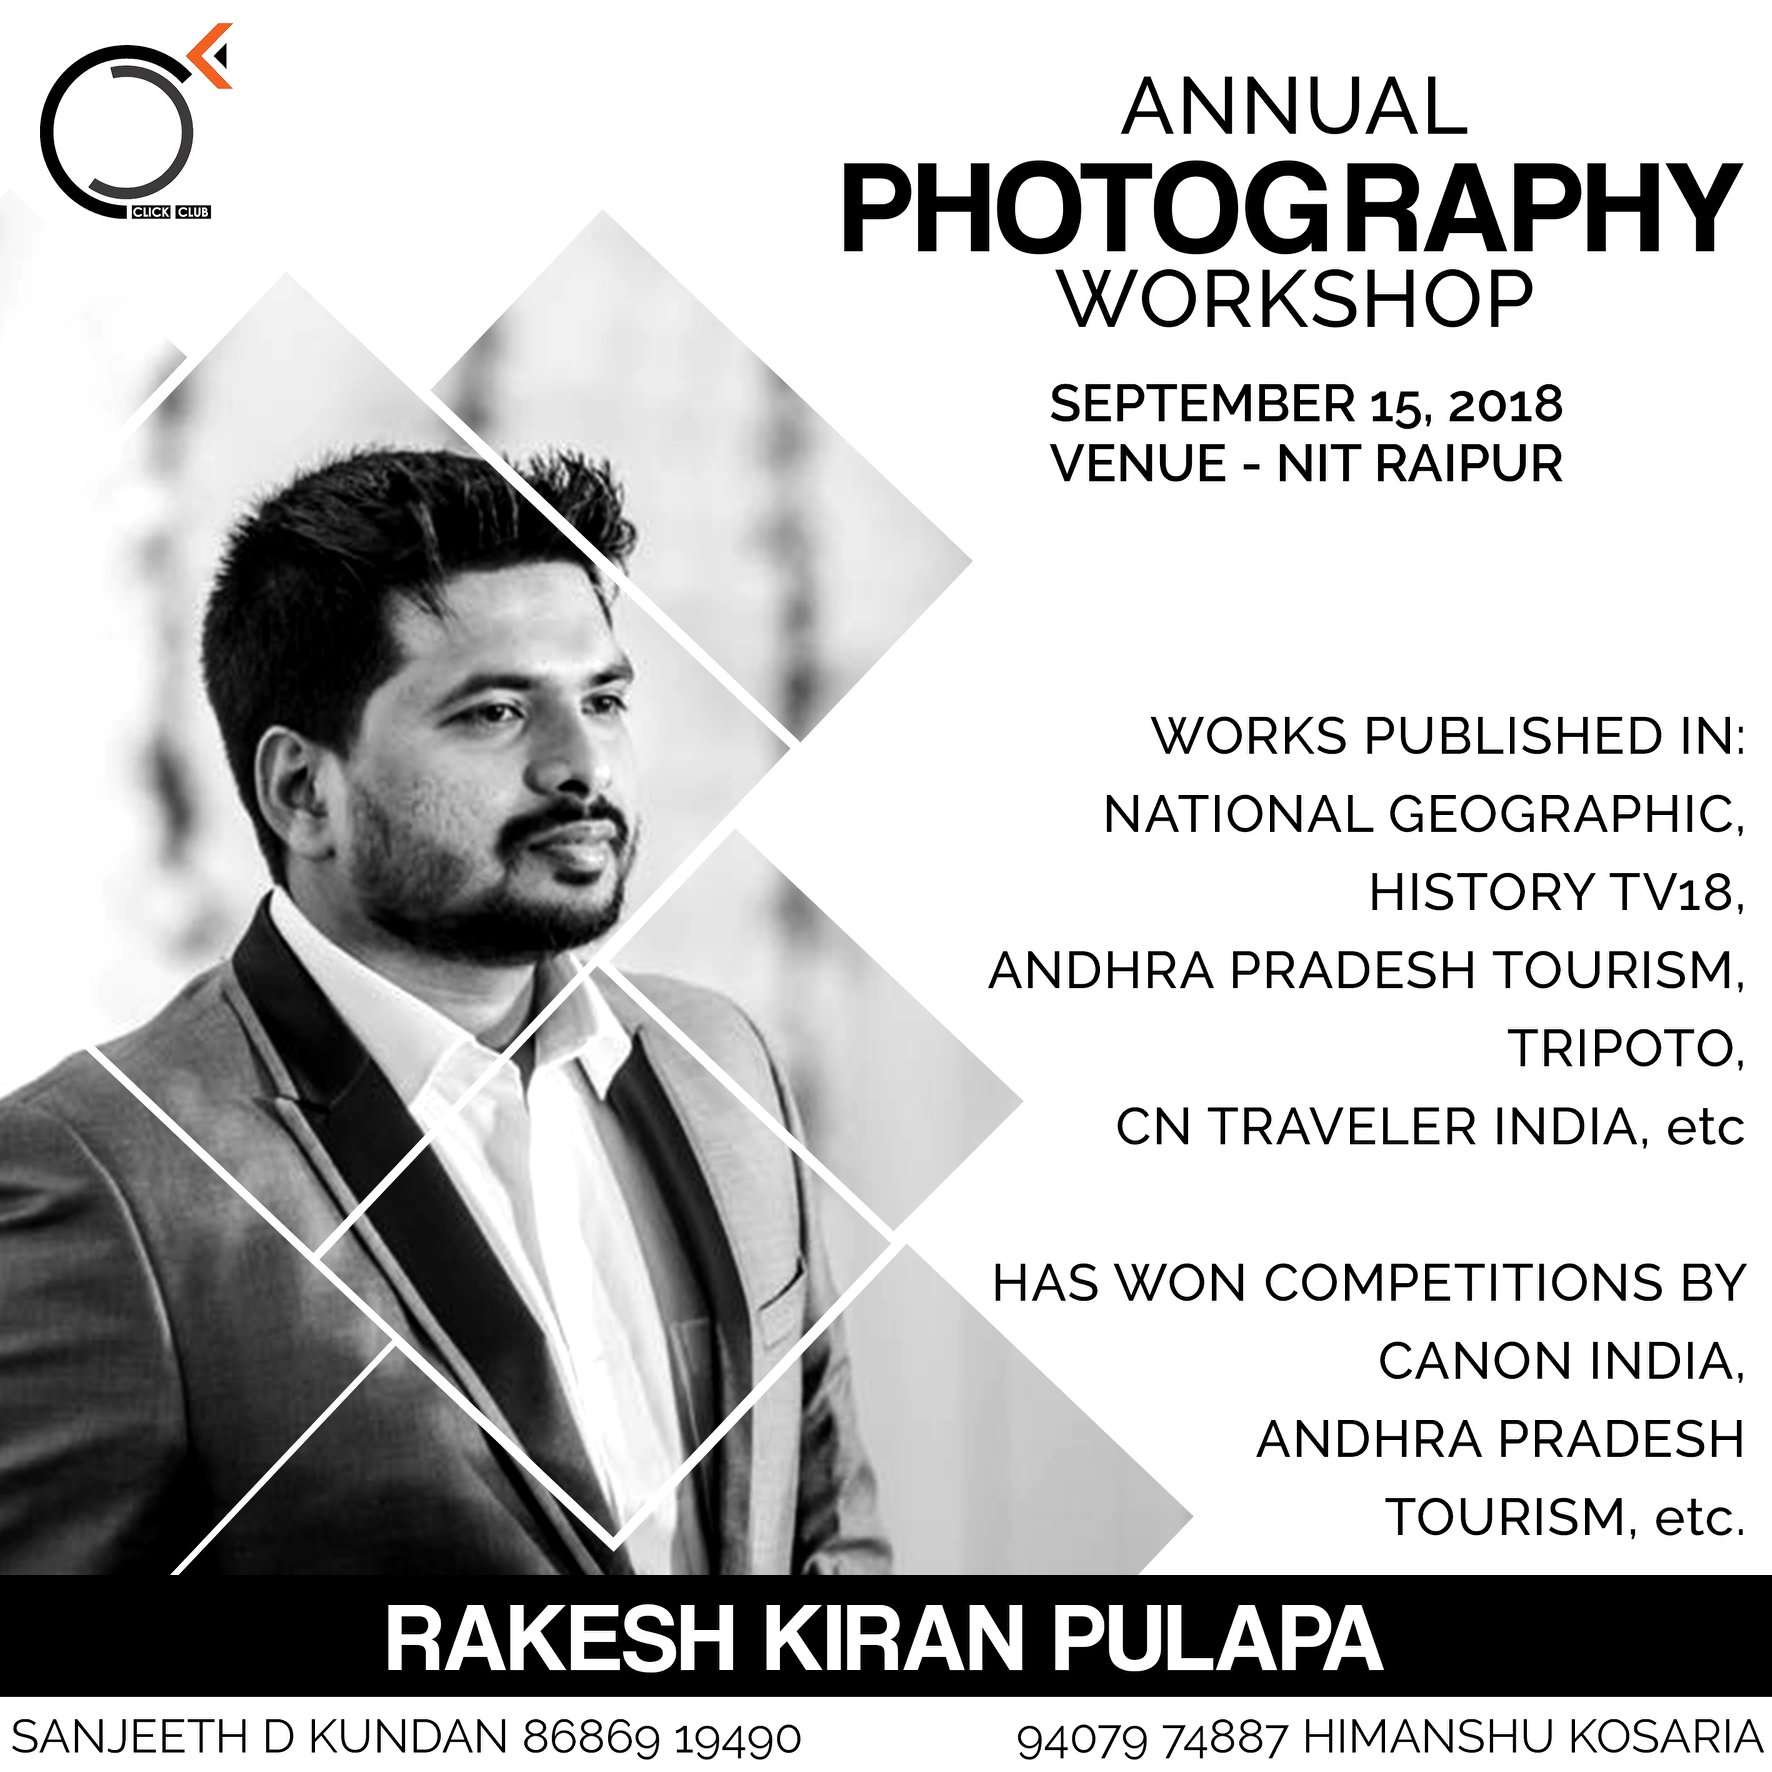 CLICK CLUB
ANNUAL
PHOTOGRAPHY
WORKSHOP
SEPTEMBER 15, 2018
VENUE - NIT RAIPUR
WORKS PUBLISHED IN:
NATIONAL GEOGRAPHIC,
HISTORY TV18,
ANDHRA PRADESH TOURISM,
TRIPOTO,
CN TRAVELER INDIA, etc
HAS WON COMPETITIONS BY
CANON INDIA,
ANDHRA PRADESH
TOURISM, etc.
RAKESH KIRAN PULAPA
SANJEETH D KUNDAN 86869 19490
94079 74887 HIMANSHU KOSARIA